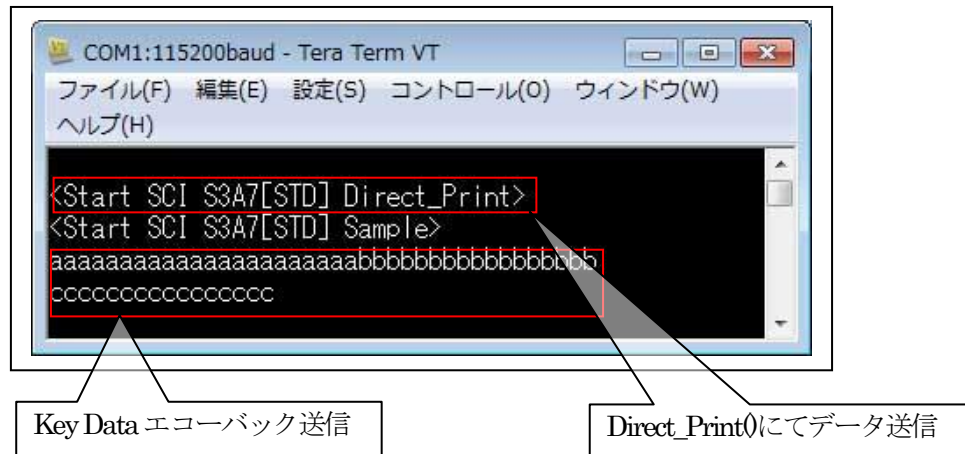 COM1:115200baud - Tera Term VT
ファイル(F) 編集(E) 設定(S) コントロール(O) ウィンドウ(W)
ヘルプ(H)
<Start SCI S3A7[STD] Direct_Print>
<Start SCI S3A7[STD] Sample>
aaaaaaaaaaaaaaaaaaaaaabbbbbbbbbbbbbbbbb
cccccccccccccccc
Key Data エコーバック送信
Direct_Print()にてデータ送信